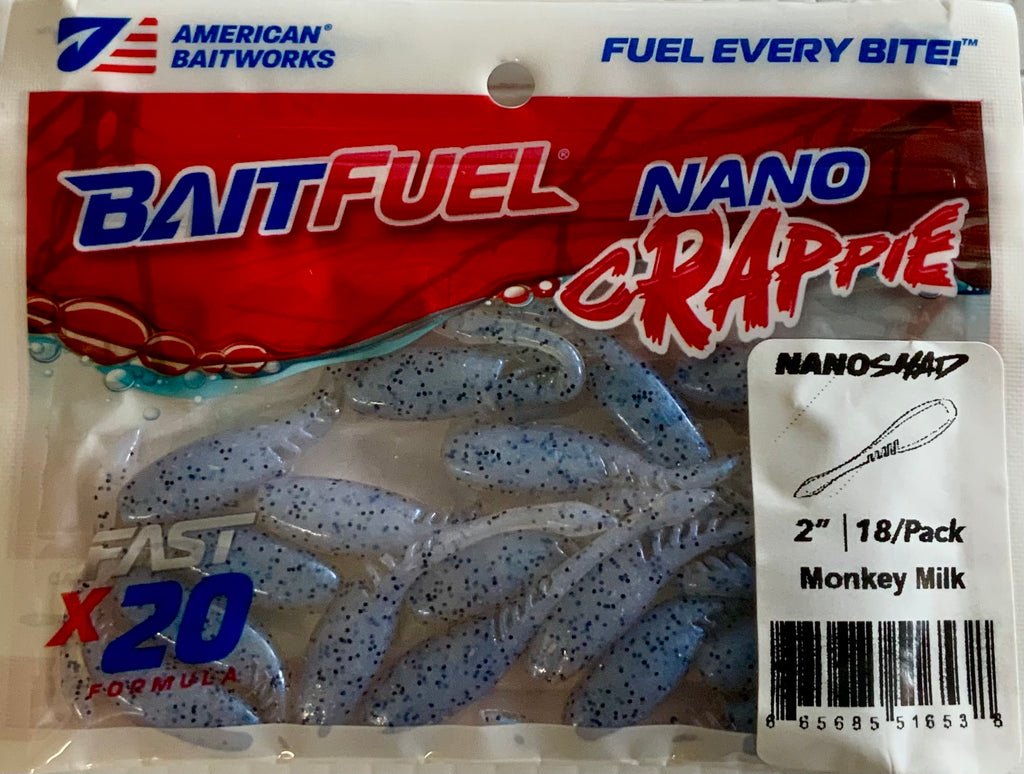 AMERICAN®
BAITWORKS
FUEL EVERY BITE!™
BAITFUEL®
NANO
CRAPPIE
NANOSHAD
2” | 18/Pack
Monkey Milk
FAST
X20
FORMULA
8 65685 51653 8